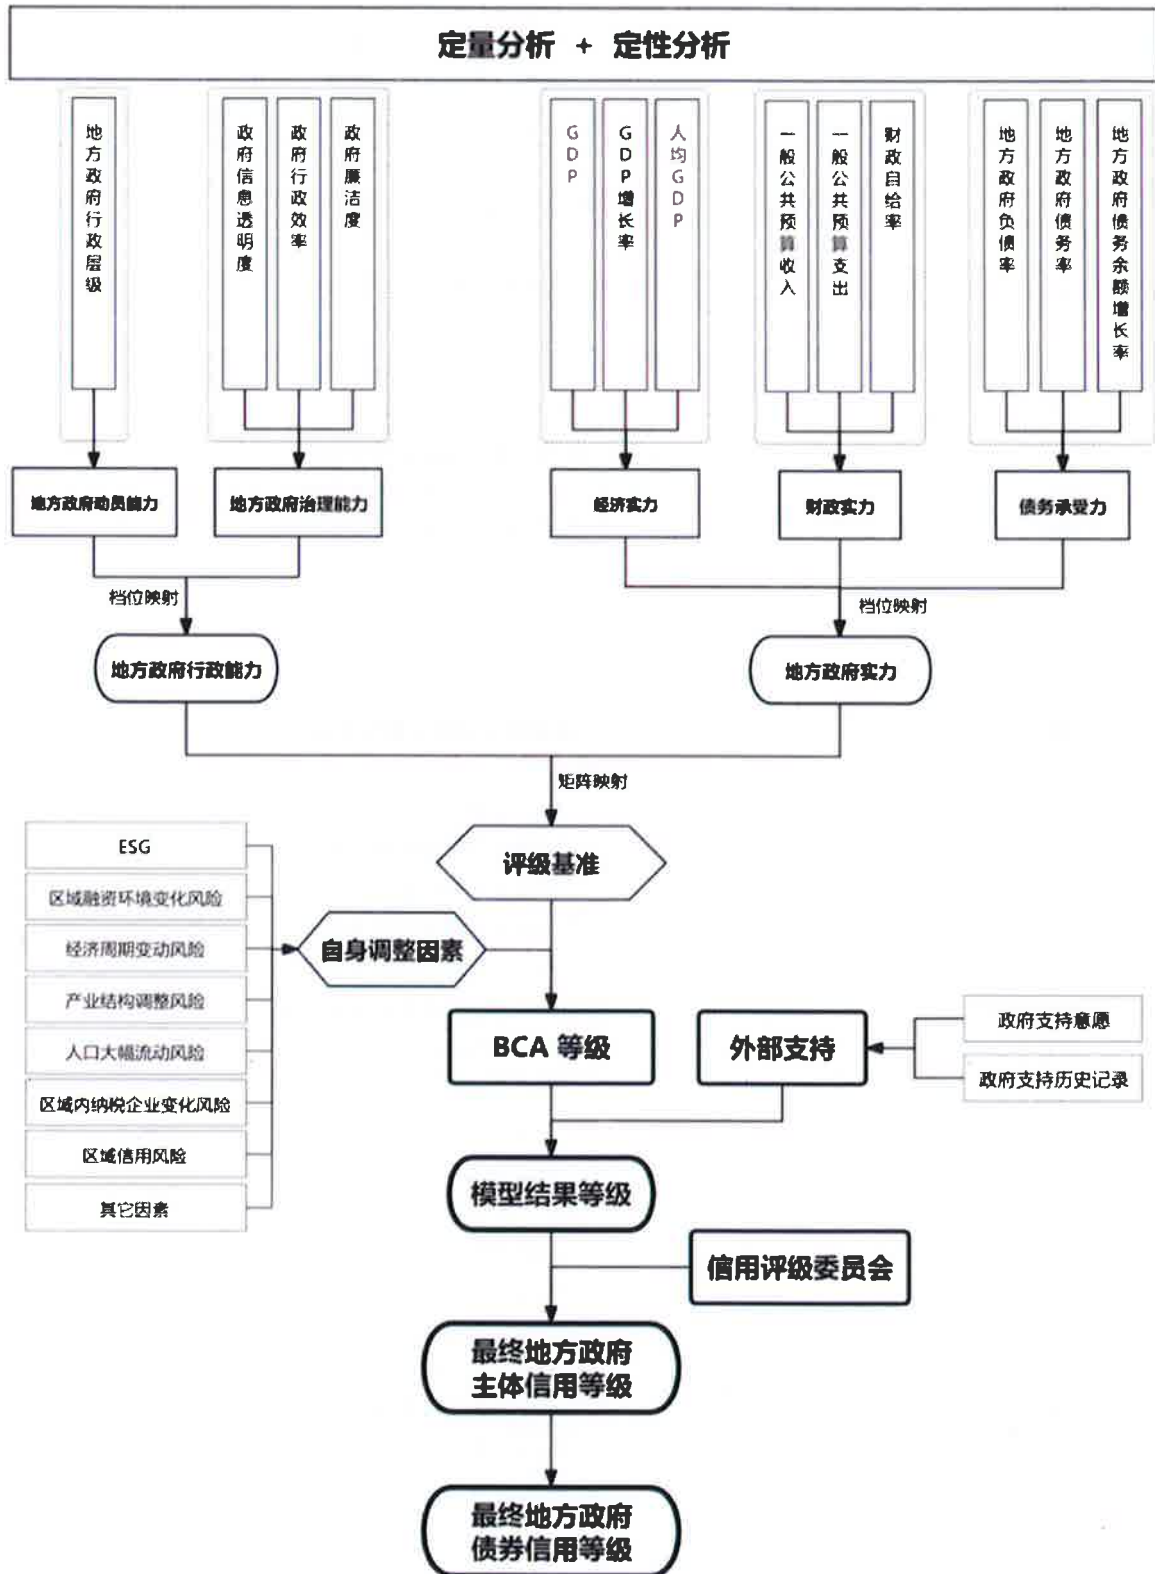 定量分析 + 定性分析
地方政府行政层级
政府信息透明度
政府行政效率
政府廉洁度
GDP
GDP增长率
人均GDP
一般公共预算收入
一般公共预算支出
财政自给率
地方政府负债率
地方政府债务率
地方政府债务余额增长率
地方政府动员能力
地方政府治理能力
经济实力
财政实力
债务承受力
档位映射
档位映射
地方政府行政能力
地方政府实力
矩阵映射
评级基准
ESG
区域融资环境变化风险
经济周期变动风险
产业结构调整风险
人口大幅流动风险
区域内纳税企业变化风险
区域信用风险
其它因素
自身调整因素
BCA 等级
外部支持
政府支持意愿
政府支持历史记录
模型结果等级
信用评级委员会
最终地方政府
主体信用等级
最终地方政府
债券信用等级